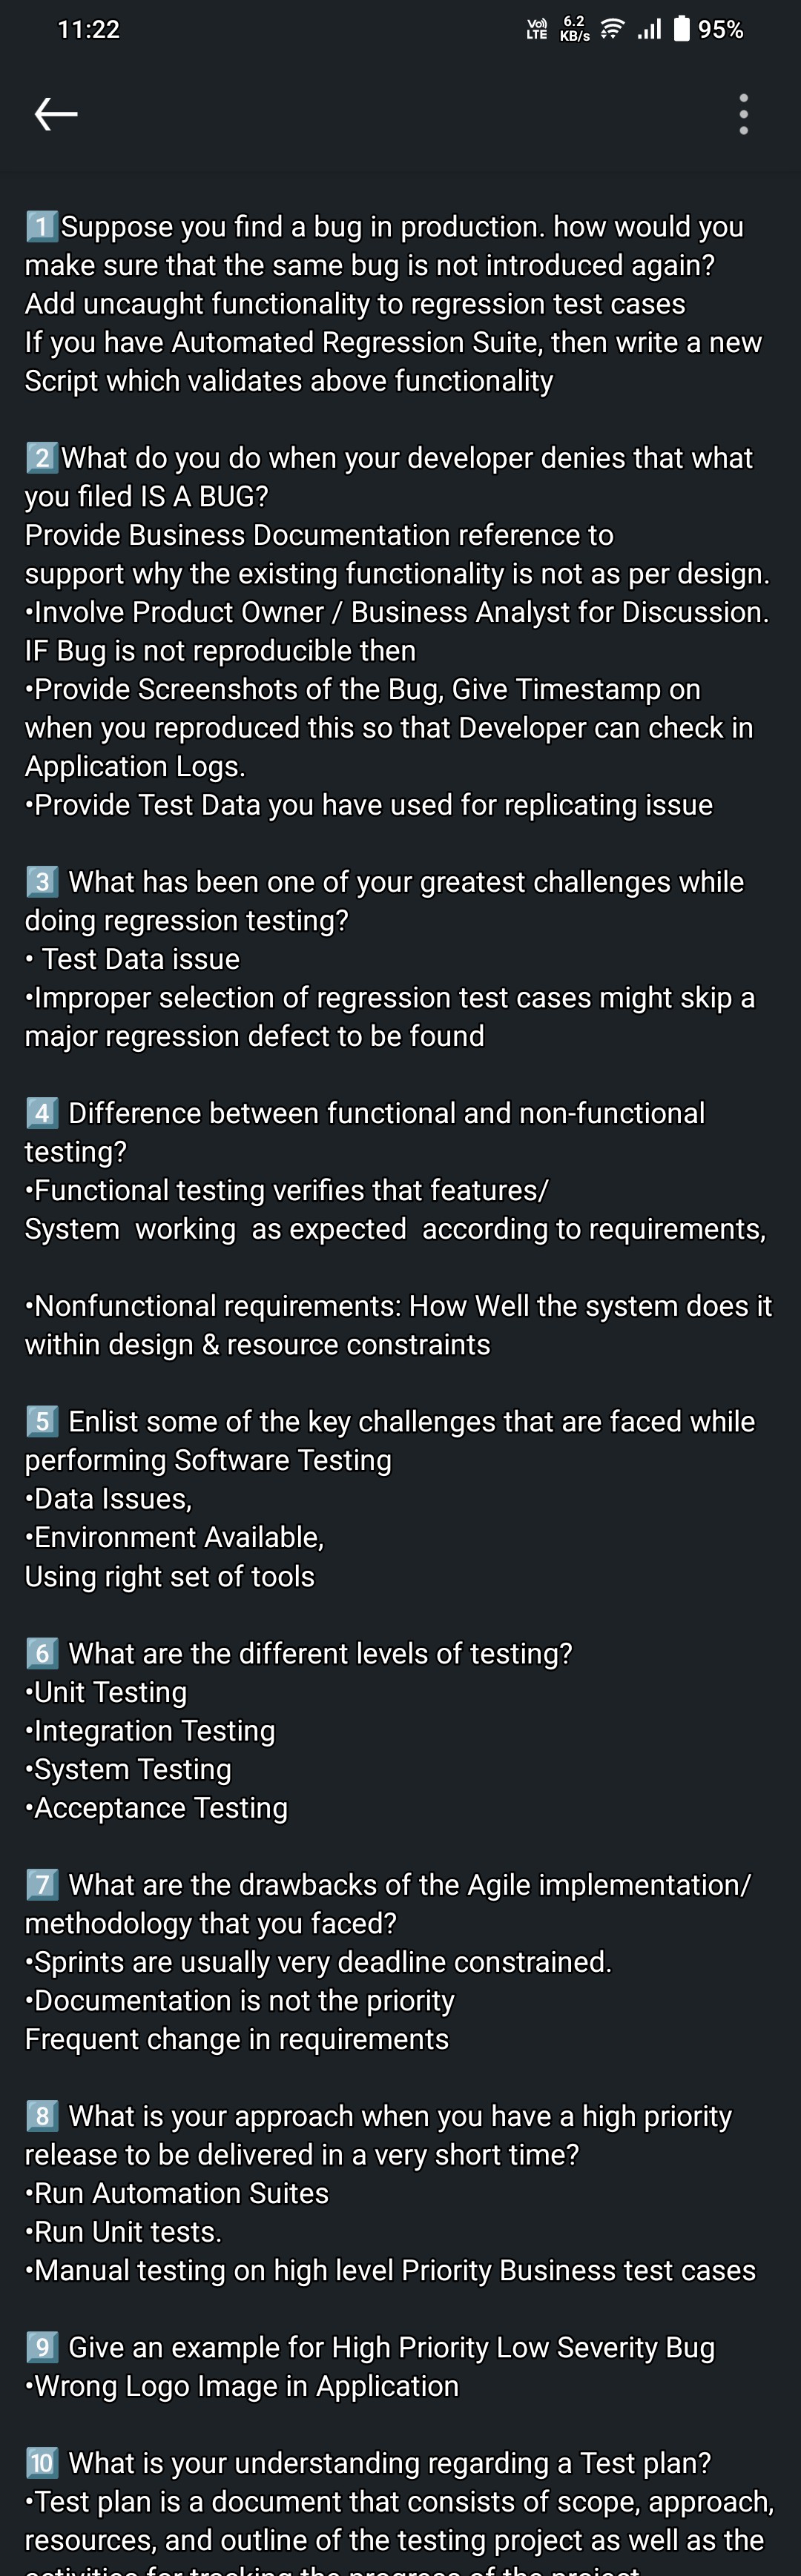 11:22
Vo)) LTE 6.2 KB/s 95%
1️⃣Suppose you find a bug in production. how would you
make sure that the same bug is not introduced again?
Add uncaught functionality to regression test cases
If you have Automated Regression Suite, then write a new
Script which validates above functionality
2️⃣What do you do when your developer denies that what
you filed IS A BUG?
Provide Business Documentation reference to
support why the existing functionality is not as per design.
•Involve Product Owner / Business Analyst for Discussion.
IF Bug is not reproducible then
•Provide Screenshots of the Bug, Give Timestamp on
when you reproduced this so that Developer can check in
Application Logs.
•Provide Test Data you have used for replicating issue
3️⃣ What has been one of your greatest challenges while
doing regression testing?
• Test Data issue
•Improper selection of regression test cases might skip a
major regression defect to be found
4️⃣ Difference between functional and non-functional
testing?
•Functional testing verifies that features/
System  working  as expected  according to requirements,
•Nonfunctional requirements: How Well the system does it
within design & resource constraints
5️⃣ Enlist some of the key challenges that are faced while
performing Software Testing
•Data Issues,
•Environment Available,
Using right set of tools
6️⃣ What are the different levels of testing?
•Unit Testing
•Integration Testing
•System Testing
•Acceptance Testing
7️⃣ What are the drawbacks of the Agile implementation/
methodology that you faced?
•Sprints are usually very deadline constrained.
•Documentation is not the priority
Frequent change in requirements
8️⃣ What is your approach when you have a high priority
release to be delivered in a very short time?
•Run Automation Suites
•Run Unit tests.
•Manual testing on high level Priority Business test cases
9️⃣ Give an example for High Priority Low Severity Bug
•Wrong Logo Image in Application
🔟 What is your understanding regarding a Test plan?
•Test plan is a document that consists of scope, approach,
resources, and outline of the testing project as well as the
activities for tracking the progress of the project